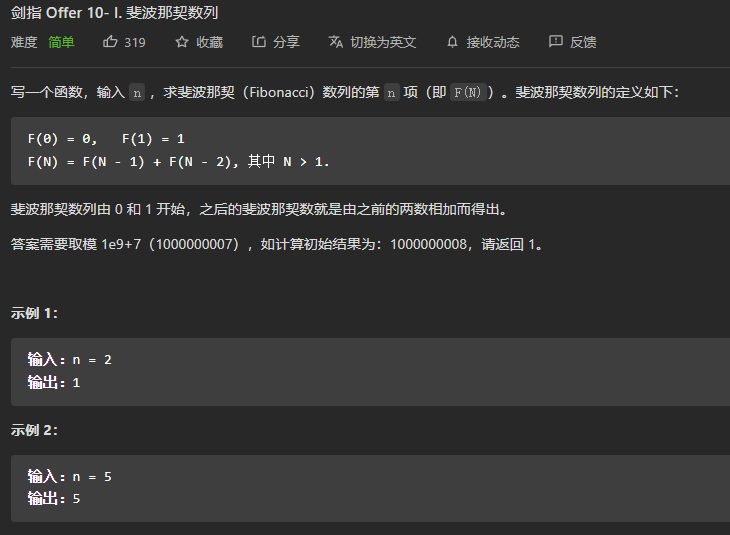 剑指 Offer 10- I. 斐波那契数列
难度 简单 319 收藏 分享 切换为英文 接收动态 反馈
写一个函数，输入 n ，求斐波那契（Fibonacci）数列的第 n 项（即 F(N)）。斐波那契数列的定义如下：
F(0) = 0, F(1) = 1
F(N) = F(N - 1) + F(N - 2), 其中 N > 1.
斐波那契数列由 0 和 1 开始，之后的斐波那契数就是由之前的两数相加而得出。
答案需要取模 1e9+7（1000000007），如计算初始结果为：1000000008，请返回 1。
示例 1：
输入：n = 2
输出：1
示例 2：
输入：n = 5
输出：5